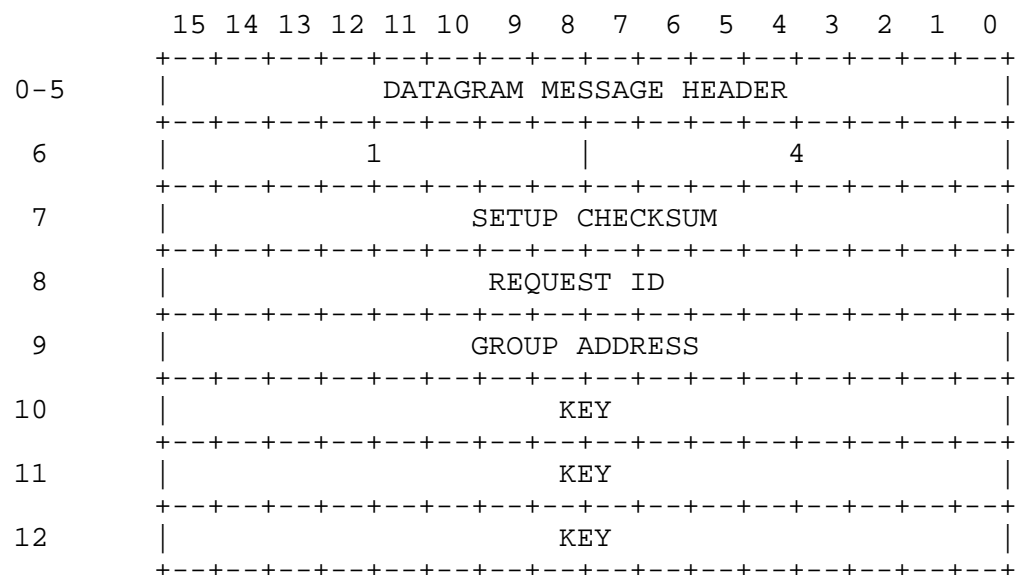 15 14 13 12 11 10 9 8 7 6 5 4 3 2 1 0
+--+--+--+--+--+--+--+--+--+--+--+--+--+--+--+--+
0-5 | DATAGRAM MESSAGE HEADER |
+--+--+--+--+--+--+--+--+--+--+--+--+--+--+--+--+
6 | 1 | 4 |
+--+--+--+--+--+--+--+--+--+--+--+--+--+--+--+--+
7 | SETUP CHECKSUM |
+--+--+--+--+--+--+--+--+--+--+--+--+--+--+--+--+
8 | REQUEST ID |
+--+--+--+--+--+--+--+--+--+--+--+--+--+--+--+--+
9 | GROUP ADDRESS |
+--+--+--+--+--+--+--+--+--+--+--+--+--+--+--+--+
10 | KEY |
+--+--+--+--+--+--+--+--+--+--+--+--+--+--+--+--+
11 | KEY |
+--+--+--+--+--+--+--+--+--+--+--+--+--+--+--+--+
12 | KEY |
+--+--+--+--+--+--+--+--+--+--+--+--+--+--+--+--+